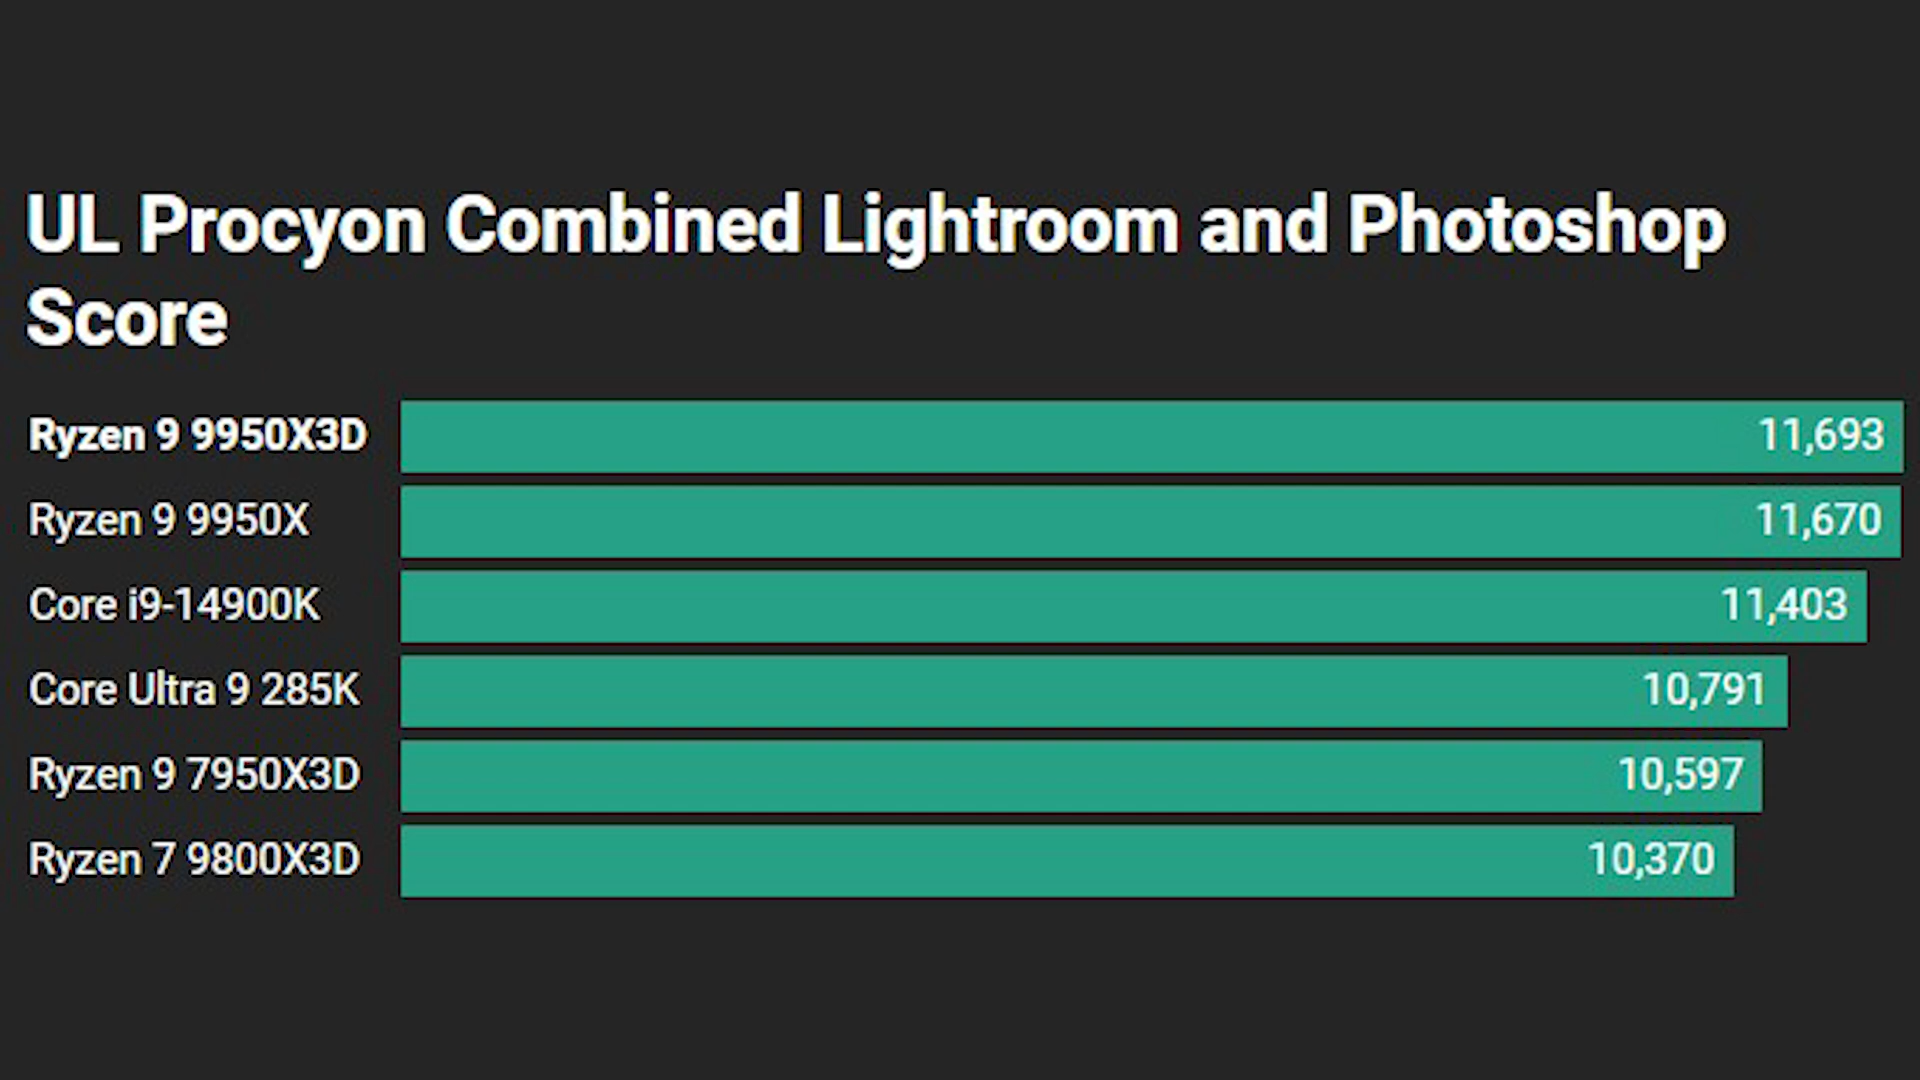 UL Procyon Combined Lightroom and Photoshop
Score
Ryzen 9 9950X3D 11,693
Ryzen 9 9950X 11,670
Core i9-14900K 11,403
Core Ultra 9 285K 10,791
Ryzen 9 7950X3D 10,597
Ryzen 7 9800X3D 10,370